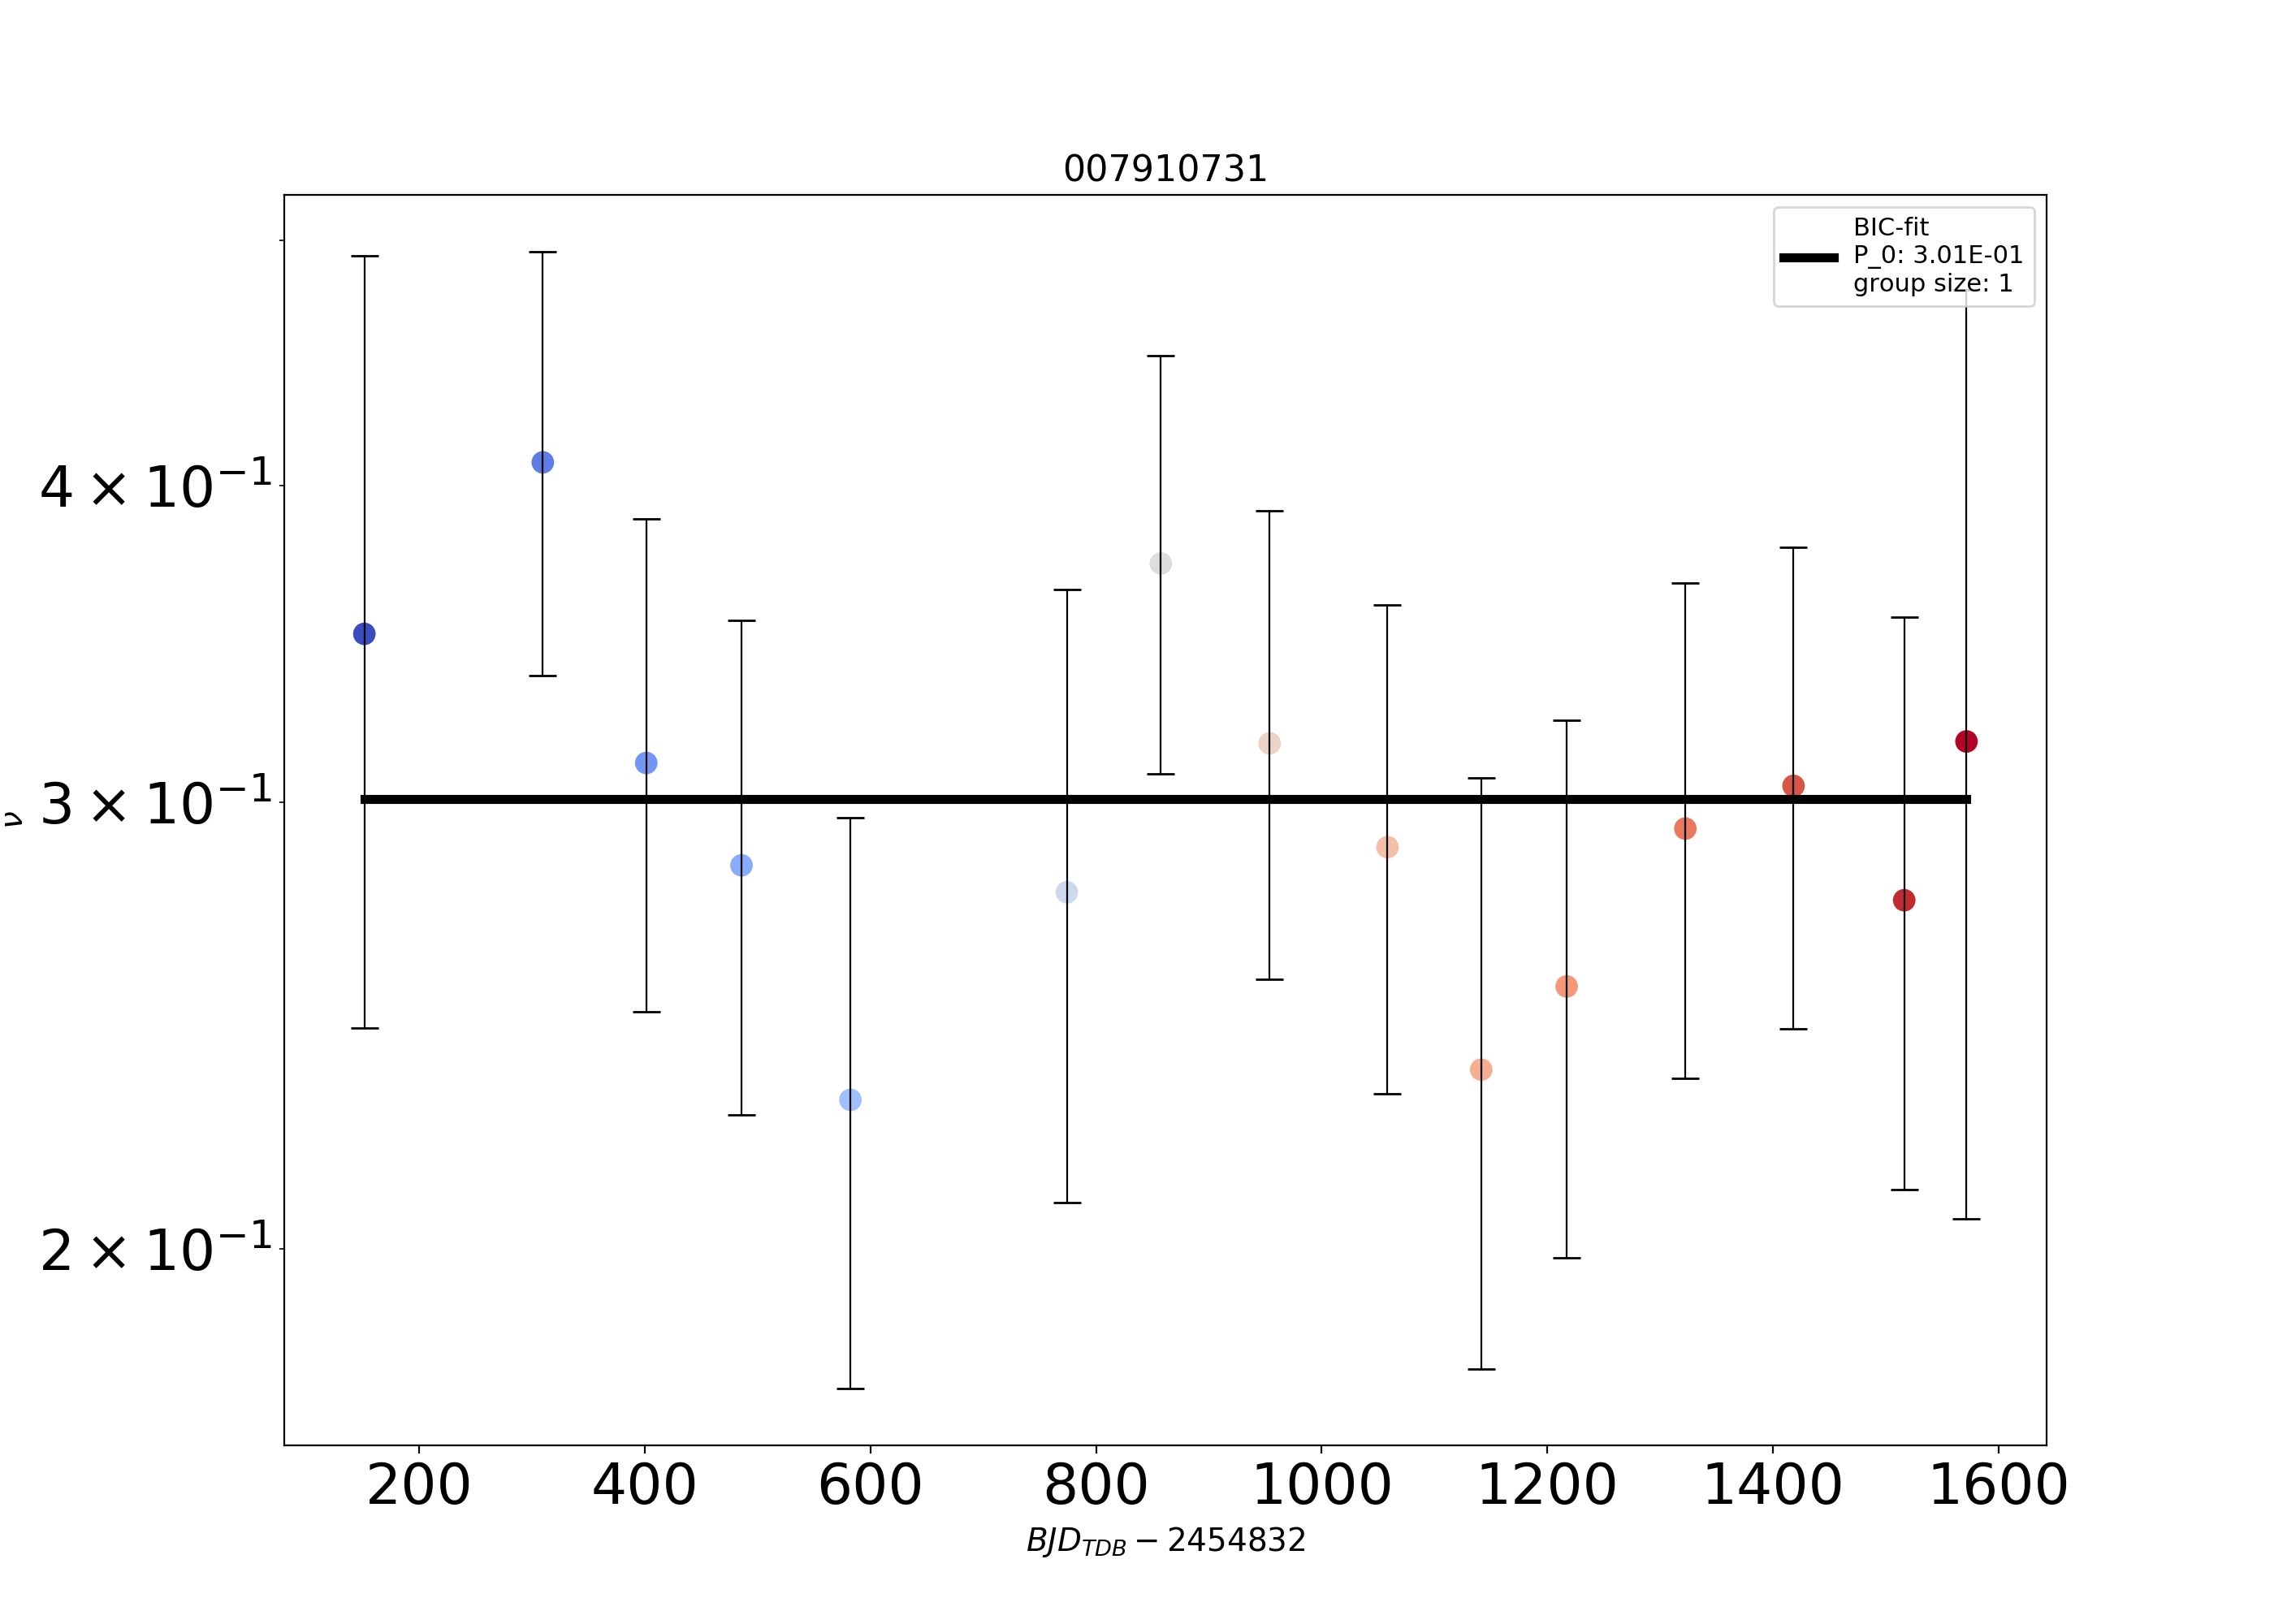 007910731
BIC-fit
P_0: 3.01E-01
group size: 1
4 × 10⁻¹
3 × 10⁻¹
2 × 10⁻¹
ν
200 400 600 800 1000 1200 1400 1600
BJD_TDB − 2454832